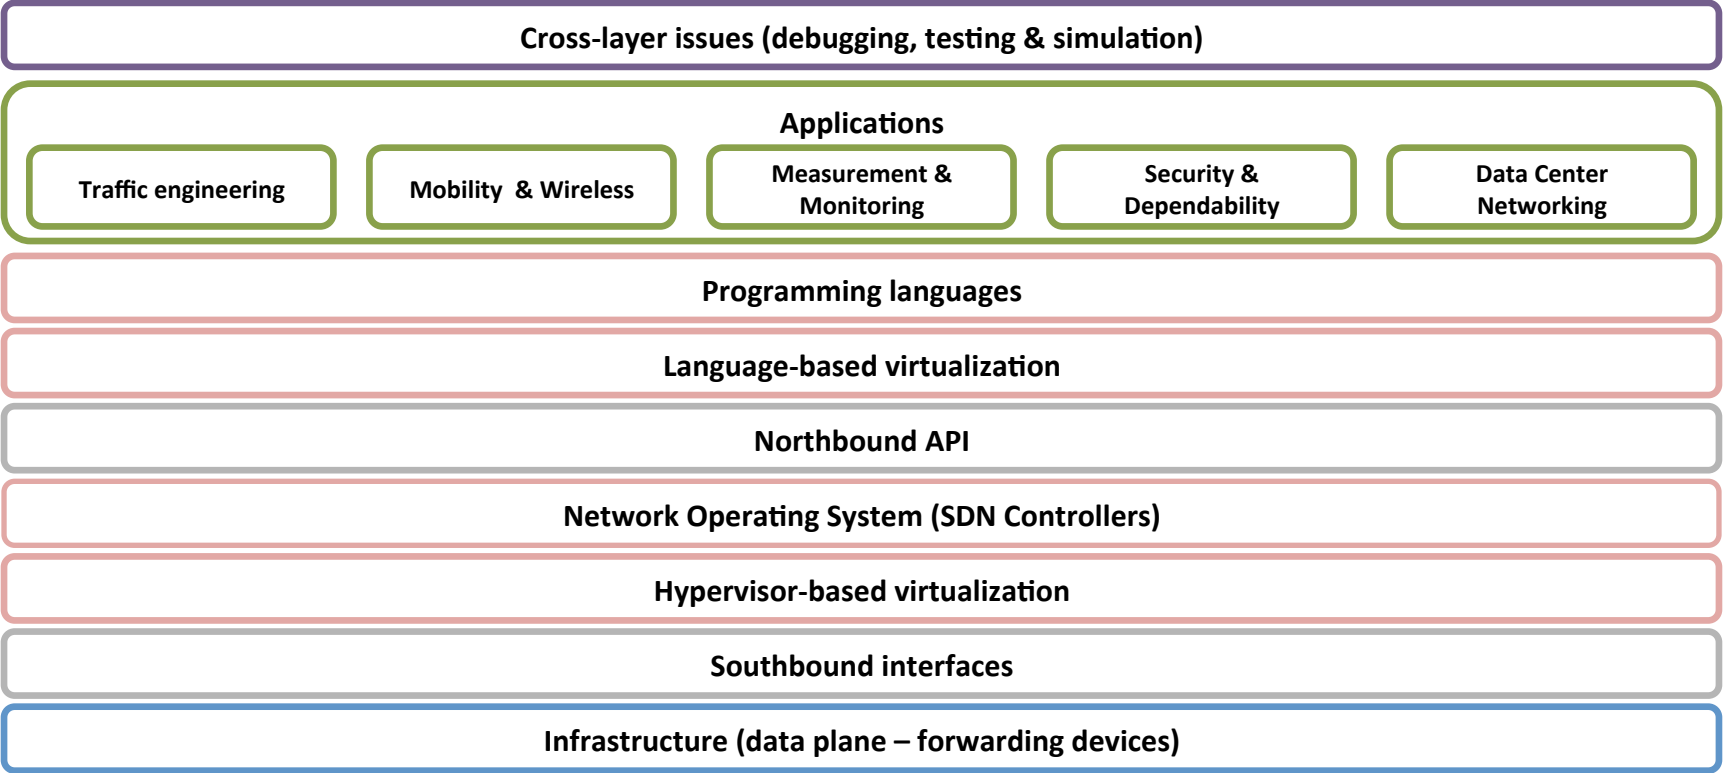 Cross-layer issues (debugging, testing & simulation)
Applications
Traffic engineering
Mobility & Wireless
Measurement &
Monitoring
Security &
Dependability
Data Center
Networking
Programming languages
Language-based virtualization
Northbound API
Network Operating System (SDN Controllers)
Hypervisor-based virtualization
Southbound interfaces
Infrastructure (data plane – forwarding devices)